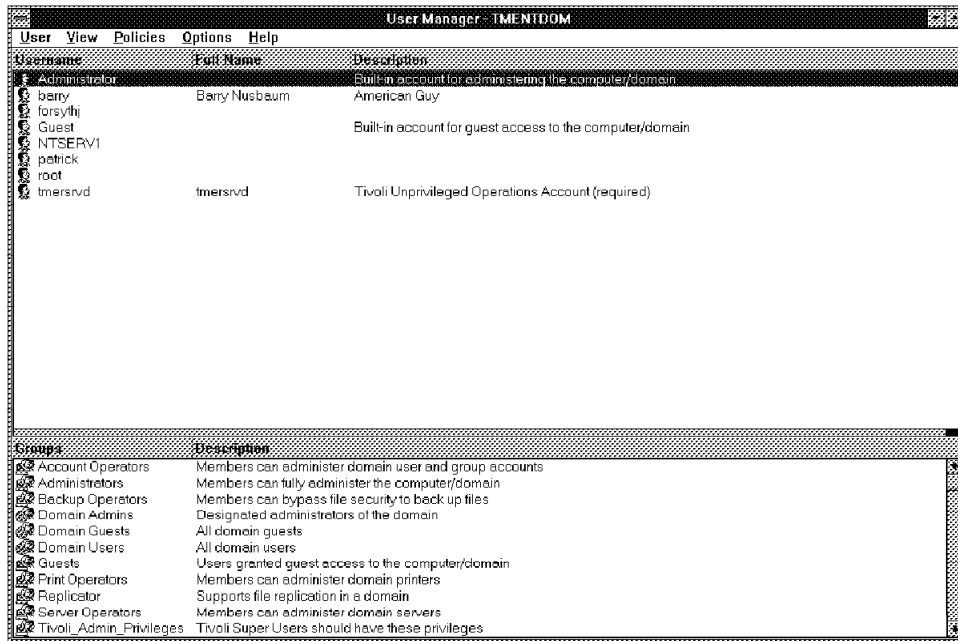 User Manager - TMENTDOM
User View Policies Options Help
Username Full Name Description
Administrator Built-in account for administering the computer/domain
barry Barry Nusbaum American Guy
forsythj
Guest Built-in account for guest access to the computer/domain
NTSERV1
patrick
root
tmersrvd tmersrvd Tivoli Unprivileged Operations Account (required)
Groups Description
Account Operators Members can administer domain user and group accounts
Administrators Members can fully administer the computer/domain
Backup Operators Members can bypass file security to back up files
Domain Admins Designated administrators of the domain
Domain Guests All domain guests
Domain Users All domain users
Guests Users granted guest access to the computer/domain
Print Operators Members can administer domain printers
Replicator Supports file replication in a domain
Server Operators Members can administer domain servers
Tivoli_Admin_Privileges Tivoli Super Users should have these privileges